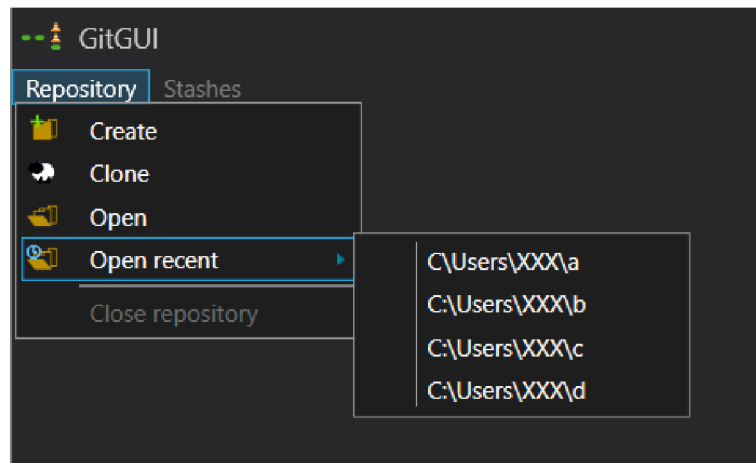 GitGUI
Repository Stashes
Create
Clone
Open
Open recent
C\Users\XXX\a
C:\Users\XXX\b
C:\Users\XXX\c
C:\Users\XXX\d
Close repository